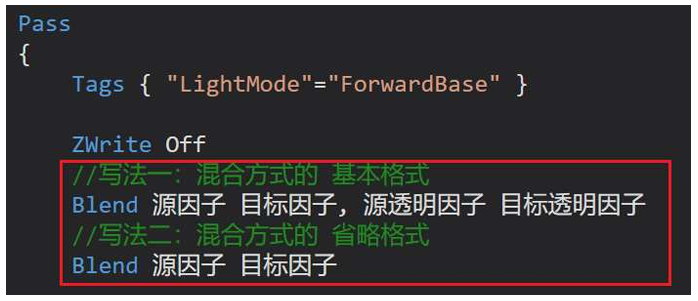 Pass
{
Tags { "LightMode"="ForwardBase" }
ZWrite Off
//写法一：混合方式的 基本格式
Blend 源因子 目标因子, 源透明因子 目标透明因子
//写法二：混合方式的 省略格式
Blend 源因子 目标因子